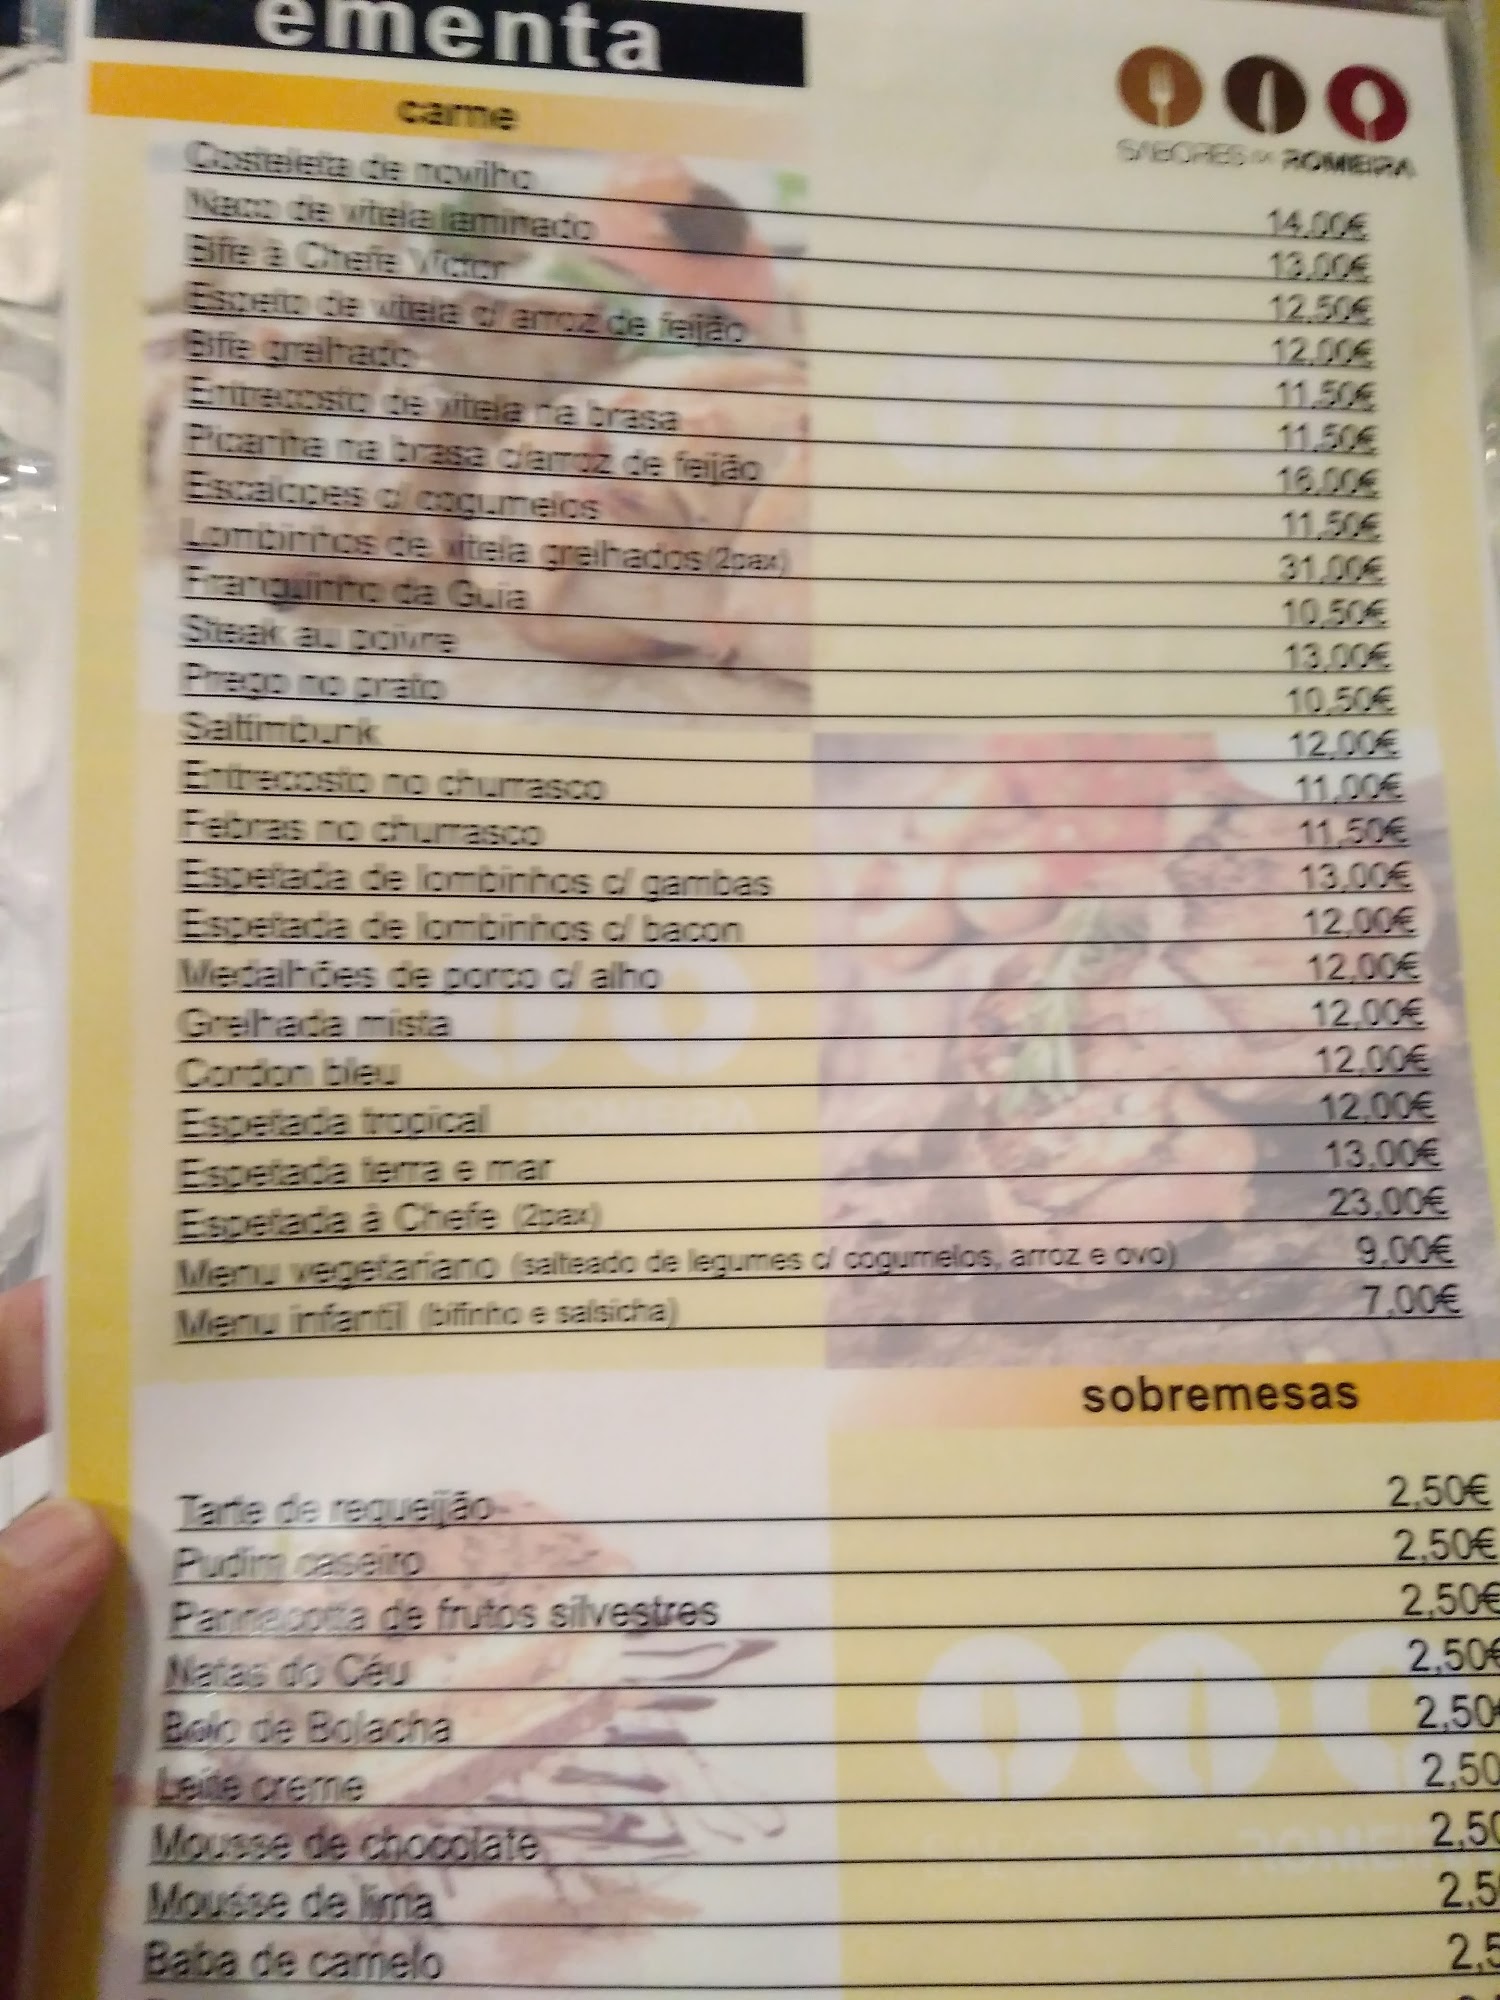 ementa
carne
SABORES DA ROMEIRA
Costeleta de novilho 14,00€
Naco de vitela laminado 13,00€
Bife à Chefe Victor 12,50€
Espeto de vitela c/ arroz de feijão 12,00€
Bife grelhado 11,50€
Entrecosto de vitela na brasa 11,50€
Picanha na brasa c/arroz de feijão 16,00€
Escalopes c/ cogumelos 11,50€
Lombinhos de vitela grelhados(2pax) 31,00€
Franguinho da Guia 10,50€
Steak au poivre 13,00€
Prego no prato 10,50€
Saltimbunk 12,00€
Entrecosto no churrasco 11,00€
Febras no churrasco 11,50€
Espetada de lombinhos c/ gambas 13,00€
Espetada de lombinhos c/ bacon 12,00€
Medalhões de porco c/ alho 12,00€
Grelhada mista 12,00€
Cordon bleu 12,00€
Espetada tropical 12,00€
Espetada terra e mar 13,00€
Espetada à Chefe (2pax) 23,00€
Menu vegetariano (salteado de legumes c/ cogumelos, arroz e ovo) 9,00€
Menu infantil (bifinho e salsicha) 7,00€
sobremesas
Tarte de requeijão 2,50€
Pudim caseiro 2,50€
Pannacotta de frutos silvestres 2,50€
Natas do Céu 2,50€
Bolo de Bolacha 2,50
Leite creme 2,50
Mousse de chocolate 2,50
Mousse de lima 2,5
Baba de camelo 2,5